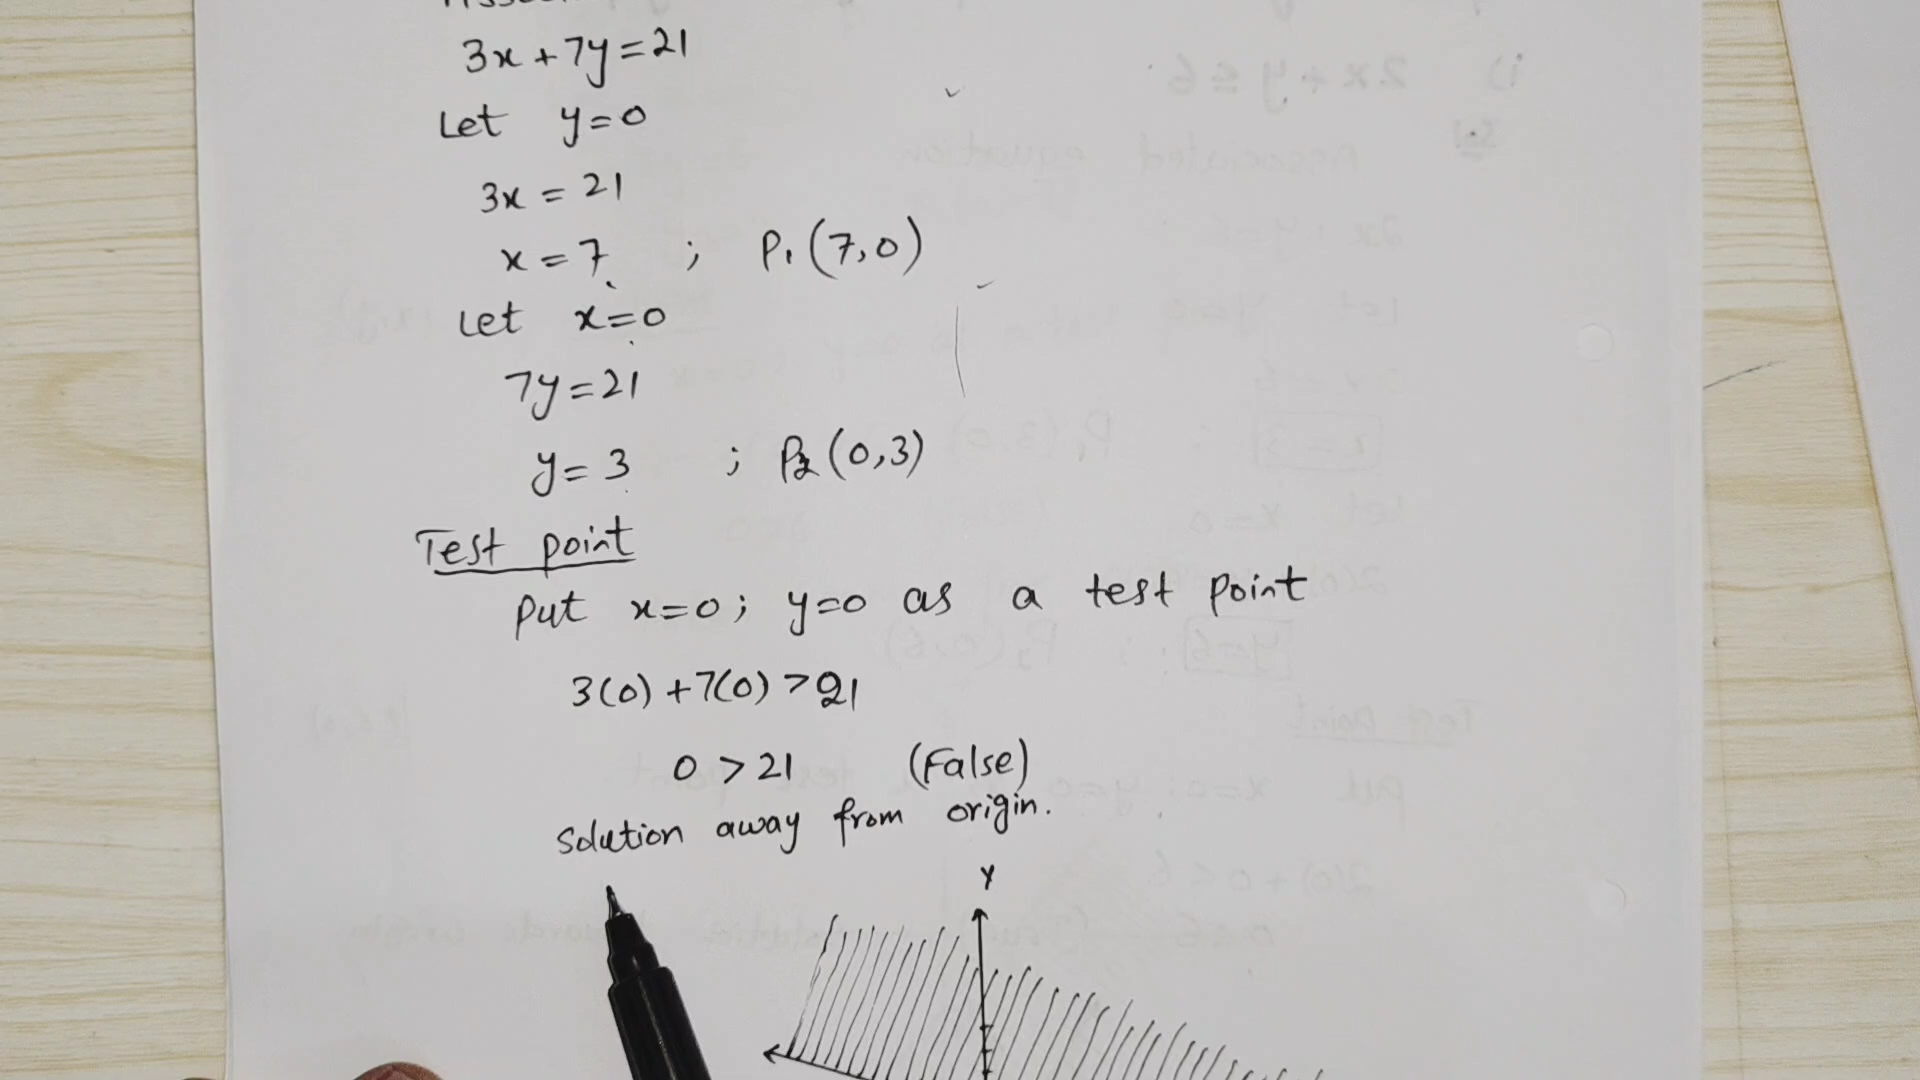 3x + 7y = 21
Let y = 0
3x = 21
x = 7 ; P₁ (7, 0)
Let x = 0
7y = 21
y = 3 ; P₂ (0, 3)
Test point
put x = 0 ; y = 0 as a test point
3(0) + 7(0) > 21
0 > 21 (False)
solution away from origin.
Y